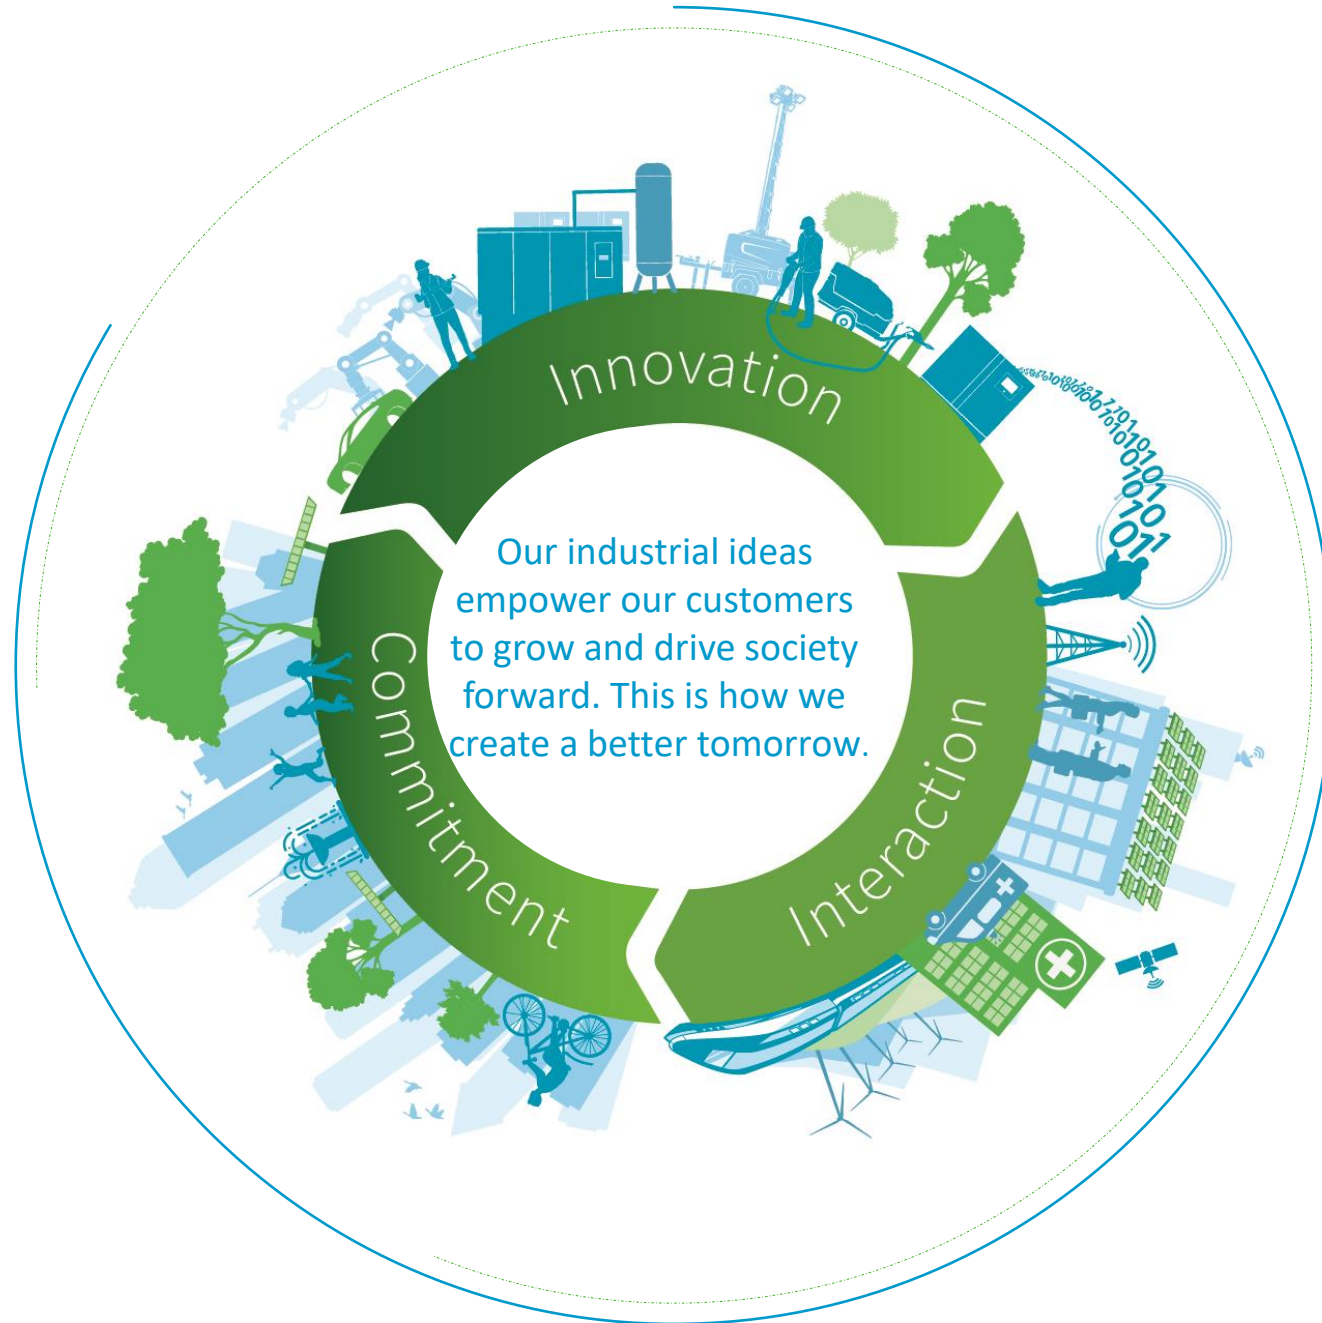 Innovation
Our industrial ideas
empower our customers
to grow and drive society
forward. This is how we
create a better tomorrow.
Commitment
Interaction